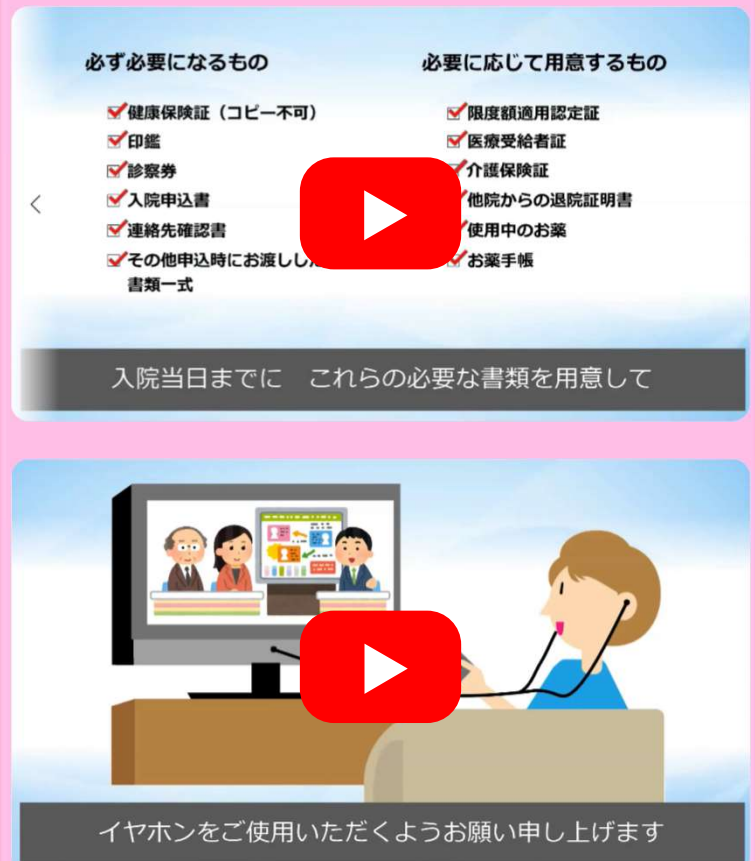 必ず必要になるもの
健康保険証（コピー不可）
印鑑
診察券
入院申込書
連絡先確認書
その他申込時にお渡しし
書類一式
必要に応じて用意するもの
限度額適用認定証
医療受給者証
介護保険証
他院からの退院証明書
使用中のお薬
お薬手帳
入院当日までに　これらの必要な書類を用意して
イヤホンをご使用いただくようお願い申し上げます